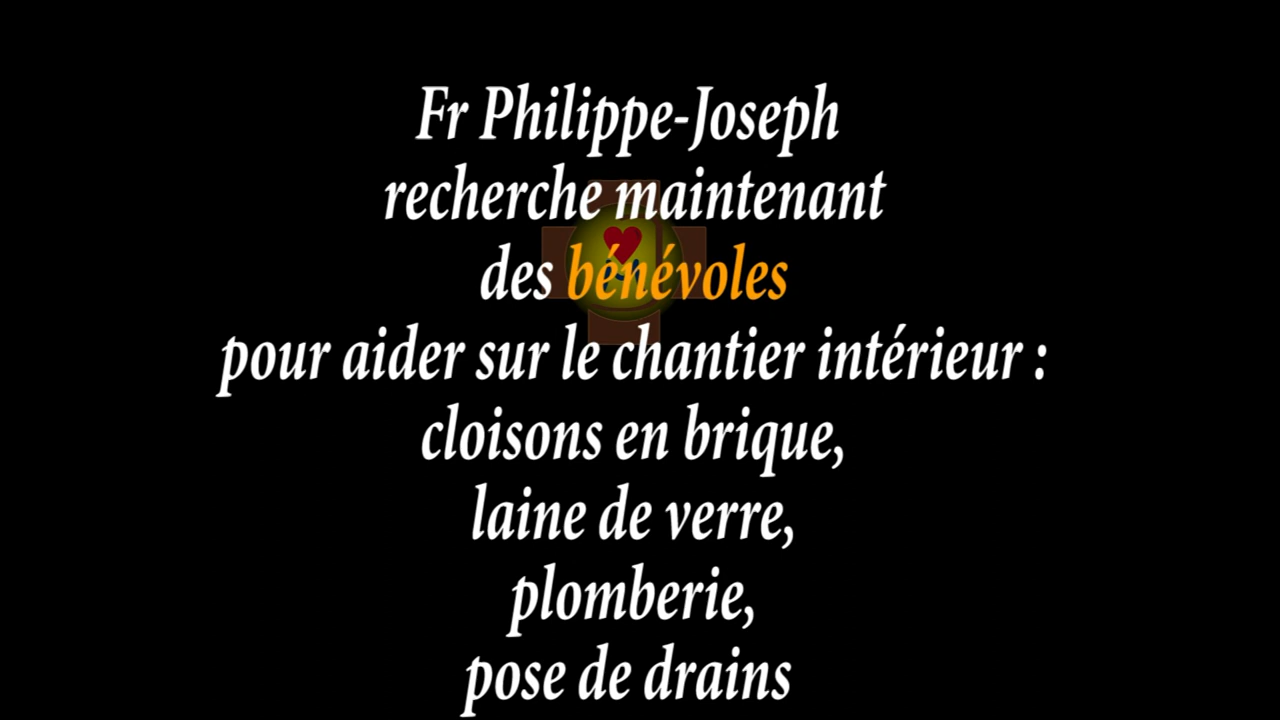 Fr Philippe-Joseph
recherche maintenant
des bénévoles
pour aider sur le chantier intérieur :
cloisons en brique,
laine de verre,
plomberie,
pose de drains